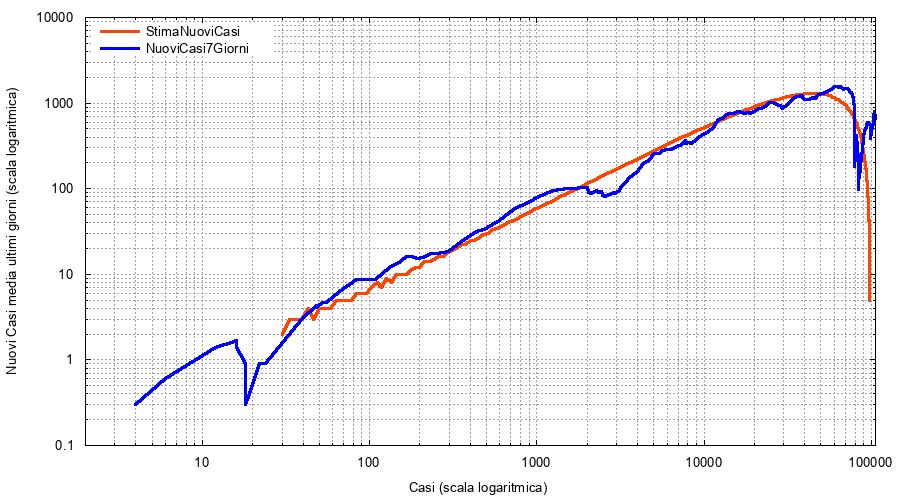 10000
1000
100
10
1
0.1
StimaNuoviCasi
NuoviCasi7Giorni
Nuovi Casi media ultimi giorni (scala logaritmica)
10 100 1000 10000 100000
Casi (scala logaritmica)